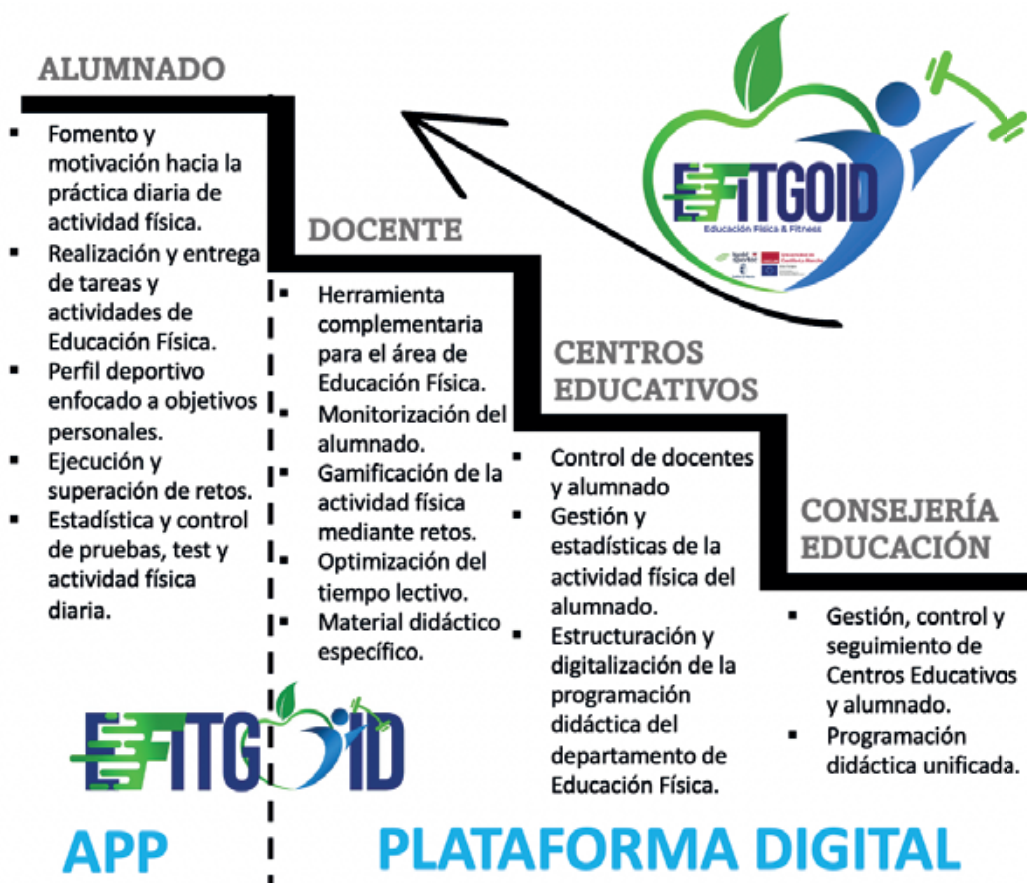 ALUMNADO
▪ Fomento y
motivación hacia la
práctica diaria de
actividad física.
▪ Realización y entrega
de tareas y
actividades de
Educación Física.
▪ Perfil deportivo
enfocado a objetivos
personales.
▪ Ejecución y
superación de retos.
▪ Estadística y control
de pruebas, test y
actividad física
diaria.
DOCENTE
▪ Herramienta
complementaria
para el área de
Educación Física.
▪ Monitorización del
alumnado.
▪ Gamificación de la
actividad física
mediante retos.
▪ Optimización del
tiempo lectivo.
▪ Material didáctico
específico.
CENTROS
EDUCATIVOS
▪ Control de docentes
y alumnado
▪ Gestión y
estadísticas de la
actividad física del
alumnado.
▪ Estructuración y
digitalización de la
programación
didáctica del
departamento de
Educación Física.
CONSEJERÍA
EDUCACIÓN
▪ Gestión, control y
seguimiento de
Centros Educativos
y alumnado.
▪ Programación
didáctica unificada.
EFITGOID
Educación Física & Fitness
EFITGOID
APP
PLATAFORMA DIGITAL